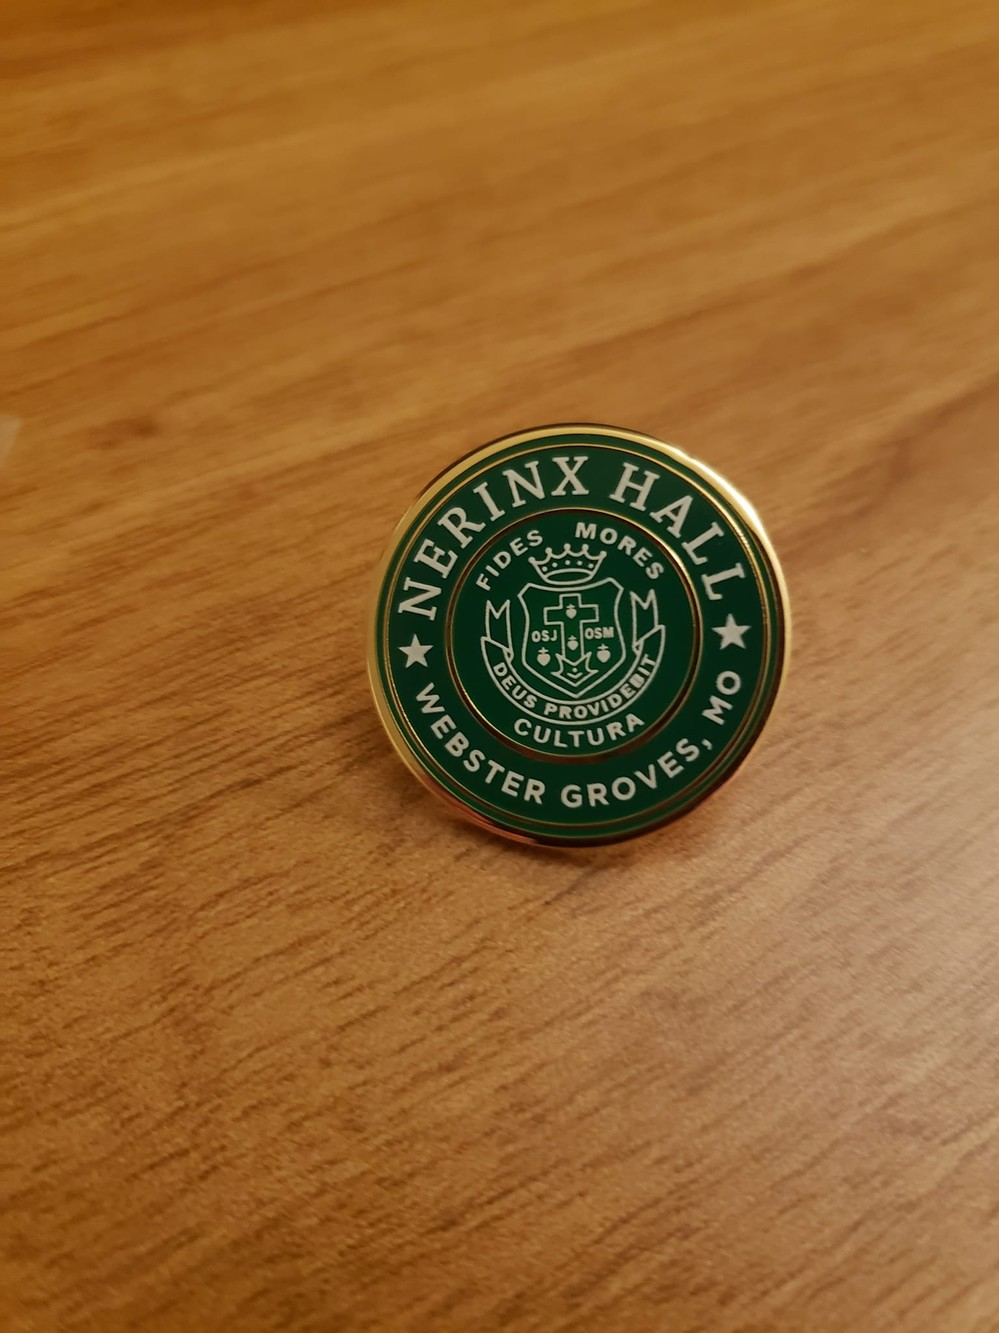 NERINX HALL
FIDES MORES
OSJ OSM
DEUS PROVIDEBIT
CULTURA
WEBSTER GROVES, MO